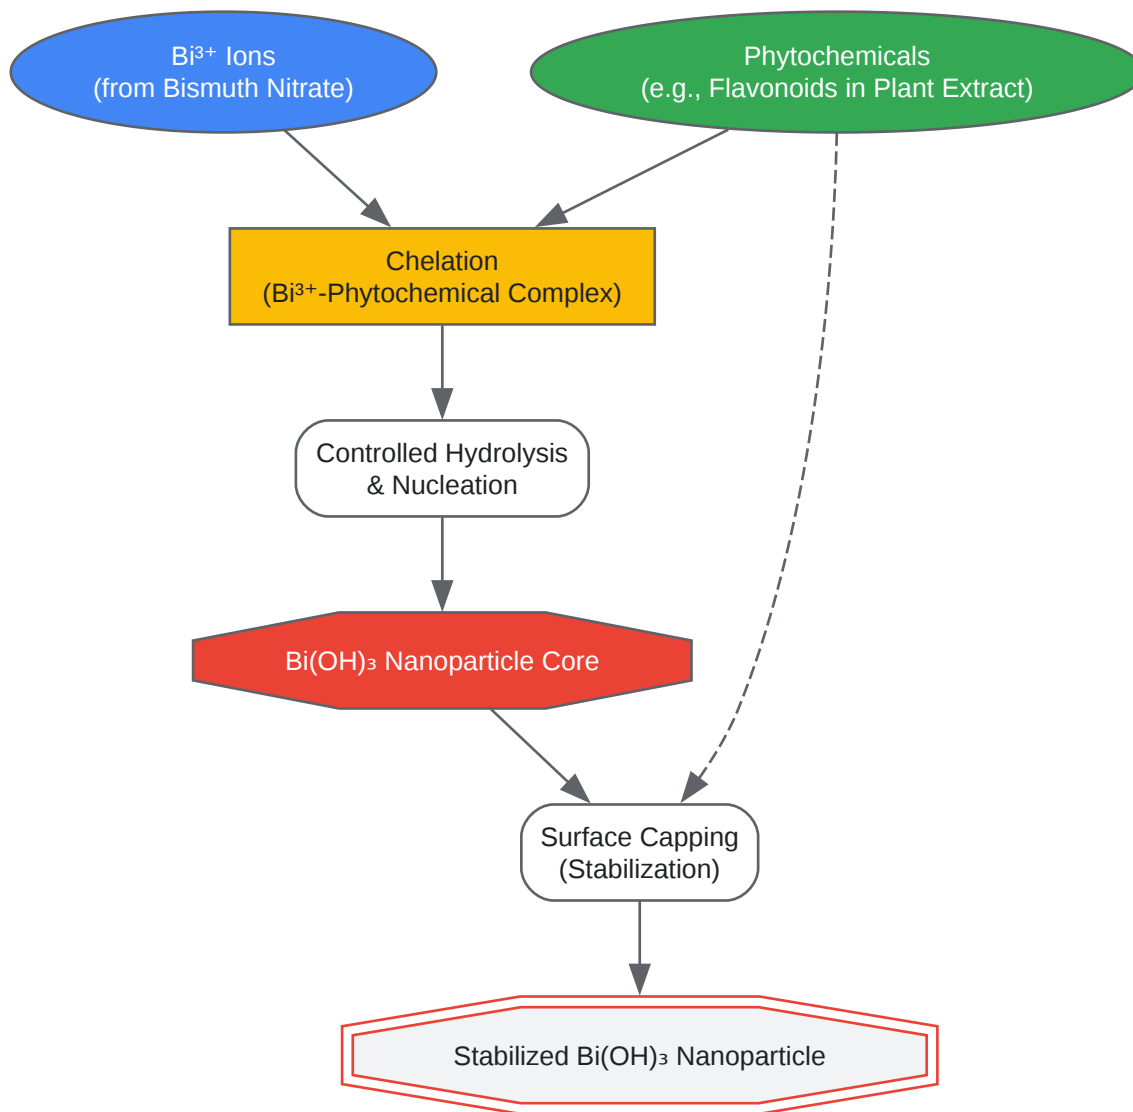 Bi³⁺ Ions
(from Bismuth Nitrate)
Phytochemicals
(e.g., Flavonoids in Plant Extract)
Chelation
(Bi³⁺-Phytochemical Complex)
Controlled Hydrolysis
& Nucleation
Bi(OH)₃ Nanoparticle Core
Surface Capping
(Stabilization)
Stabilized Bi(OH)₃ Nanoparticle